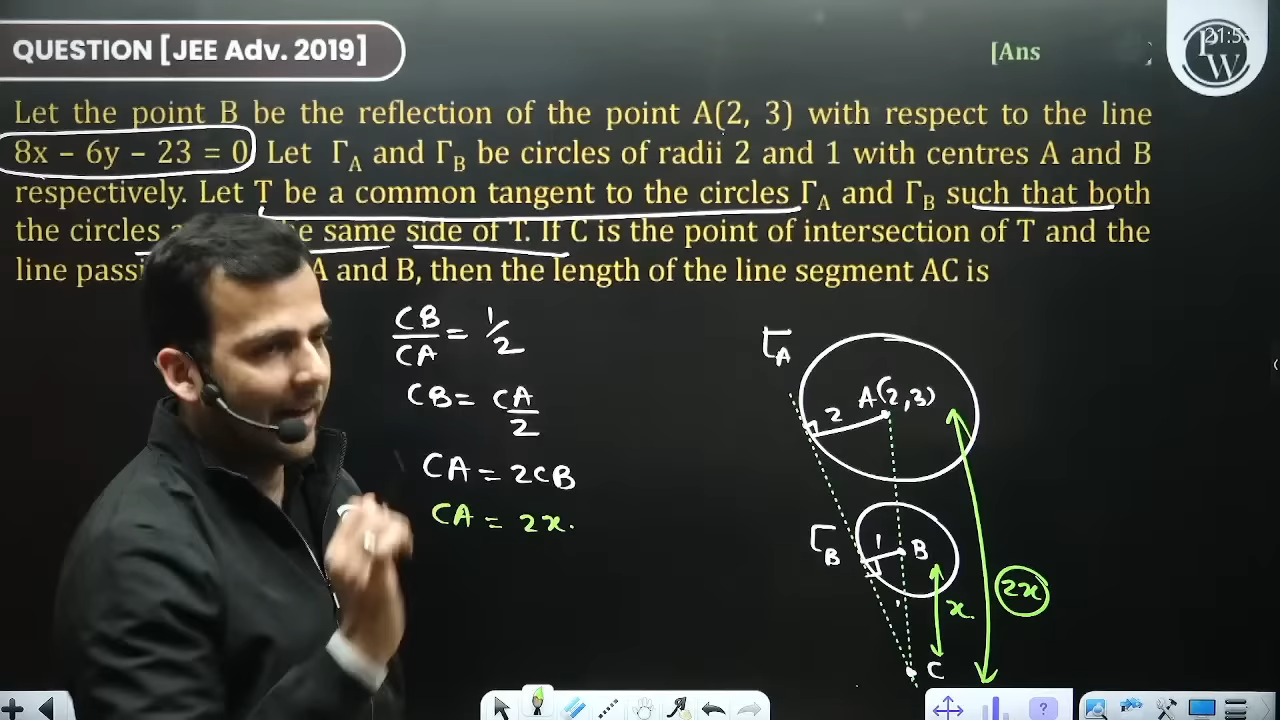 QUESTION [JEE Adv. 2019]
[Ans
21:5
PW
Let the point B be the reflection of the point A(2, 3) with respect to the line
8x – 6y – 23 = 0 Let Γ_A and Γ_B be circles of radii 2 and 1 with centres A and B
respectively. Let T be a common tangent to the circles Γ_A and Γ_B such that both
the circles same side of T. If C is the point of intersection of T and the
line A and B, then the length of the line segment AC is
CB/CA = 1/2
CB = CA/2
CA = 2CB
CA = 2x.
Γ_A
A(2,3)
2
Γ_B
1
B
x.
2x
C